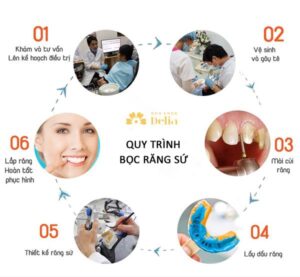 01
Khám và tư vấn
Lên kế hoạch điều trị
02
Vệ sinh
và gây tê
NHA KHOA
Delia
QUY TRÌNH
BỌC RĂNG SỨ
03
Mài cùi
răng
04
Lấy dấu răng
05
Thiết kế răng sứ
06
Lắp răng
Hoàn tất
phục hình